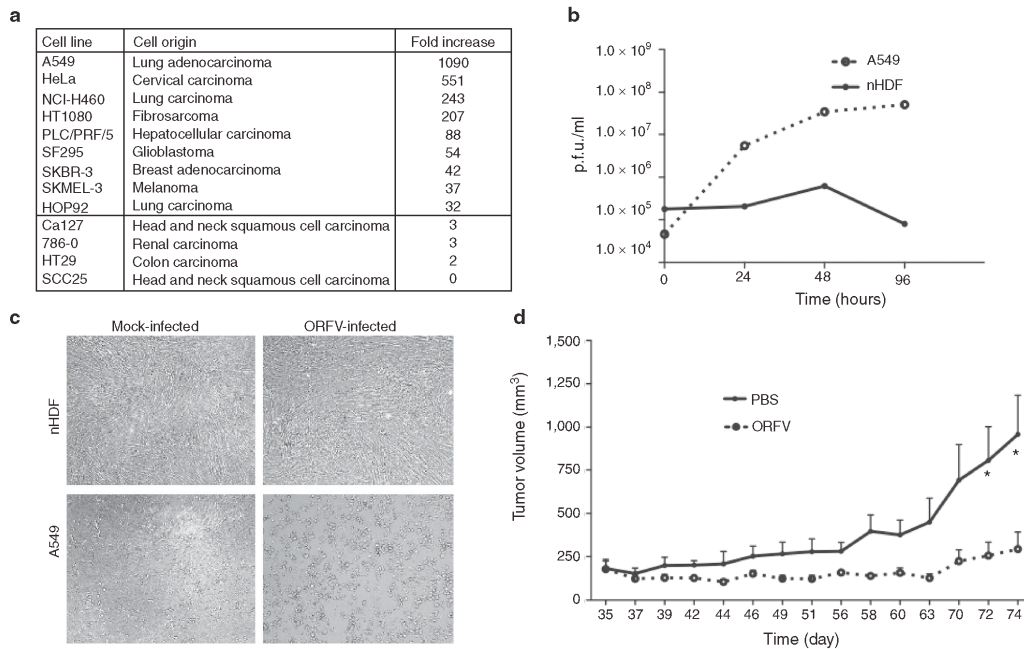 a
Cell line Cell origin Fold increase
A549 Lung adenocarcinoma 1090
HeLa Cervical carcinoma 551
NCI-H460 Lung carcinoma 243
HT1080 Fibrosarcoma 207
PLC/PRF/5 Hepatocellular carcinoma 88
SF295 Glioblastoma 54
SKBR-3 Breast adenocarcinoma 42
SKMEL-3 Melanoma 37
HOP92 Lung carcinoma 32
Ca127 Head and neck squamous cell carcinoma 3
786-0 Renal carcinoma 3
HT29 Colon carcinoma 2
SCC25 Head and neck squamous cell carcinoma 0
b
p.f.u./ml
1.0 × 10⁹
1.0 × 10⁸
1.0 × 10⁷
1.0 × 10⁶
1.0 × 10⁵
1.0 × 10⁴
A549
nHDF
0 24 48 96
Time (hours)
c
Mock-infected ORFV-infected
nHDF
A549
d
Tumor volume (mm³)
1,500
1,250
1,000
750
500
250
0
PBS
ORFV
*
*
35 37 39 42 44 46 49 51 56 58 60 63 70 72 74
Time (day)